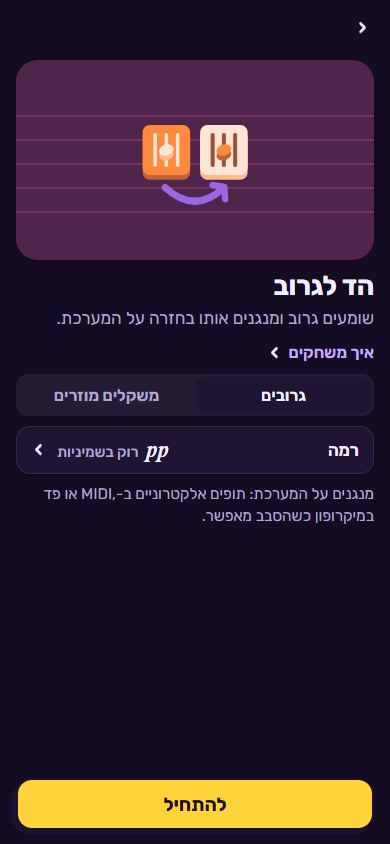 הד לגרוב
שומעים גרוב ומנגנים אותו בחזרה על המערכת.
איך משחקים
גרובים
משקלים מוזרים
רמה
pp רוק בשמיניות
מנגנים על המערכת: תופים אלקטרוניים ב-MIDI, או פד
במיקרופון כשהסבב מאפשר.
להתחיל